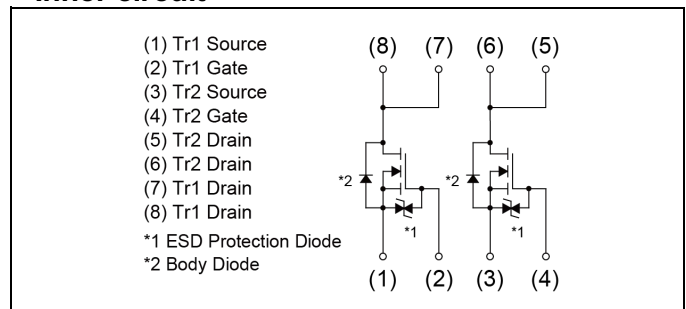 (1) Tr1 Source
(2) Tr1 Gate
(3) Tr2 Source
(4) Tr2 Gate
(5) Tr2 Drain
(6) Tr2 Drain
(7) Tr1 Drain
(8) Tr1 Drain
*1 ESD Protection Diode
*2 Body Diode
(8) (7) (6) (5)
*2 *2
*1 *1
(1) (2) (3) (4)